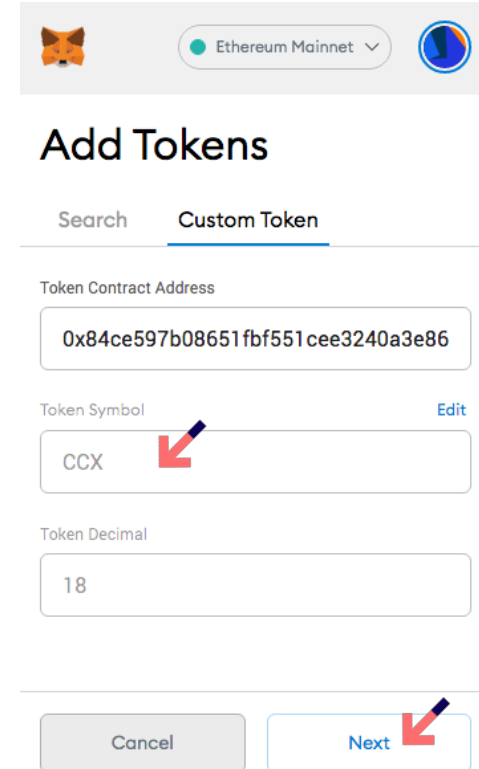 Ethereum Mainnet
Add Tokens
Search Custom Token
Token Contract Address
0x84ce597b08651fbf551cee3240a3e86
Token Symbol Edit
CCX
Token Decimal
18
Cancel Next